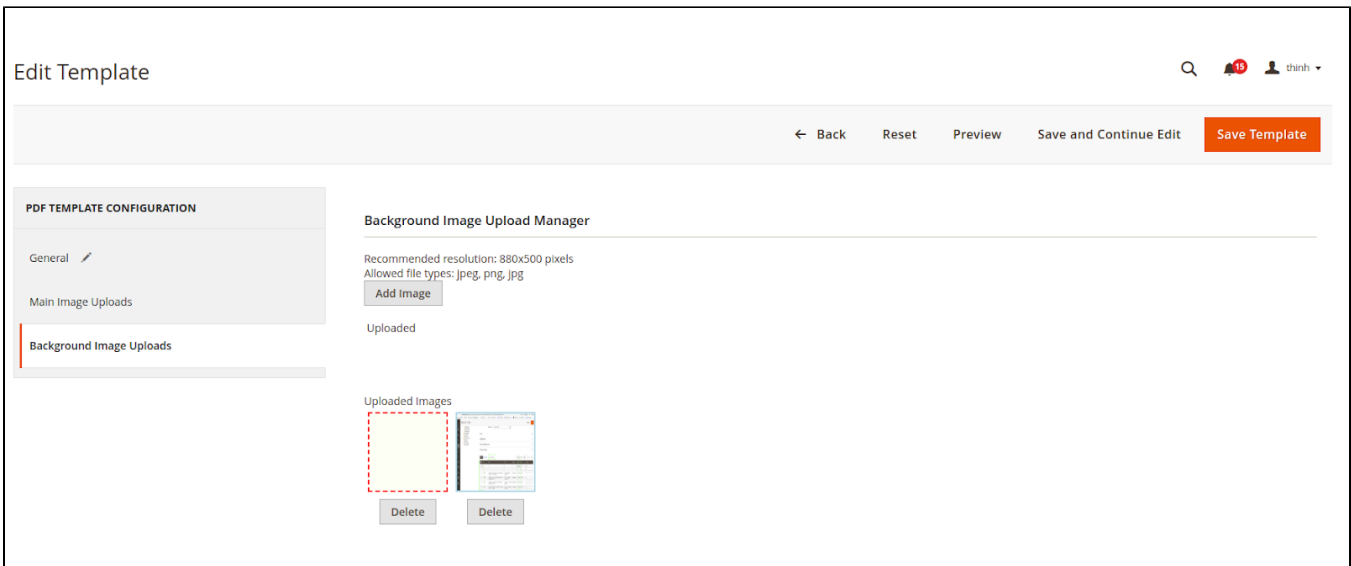 Edit Template
15
thinh
Back
Reset
Preview
Save and Continue Edit
Save Template
PDF TEMPLATE CONFIGURATION
General
Main Image Uploads
Background Image Uploads
Background Image Upload Manager
Recommended resolution: 880x500 pixels
Allowed file types: jpeg, png, jpg
Add Image
Uploaded
Uploaded Images
Delete
Delete